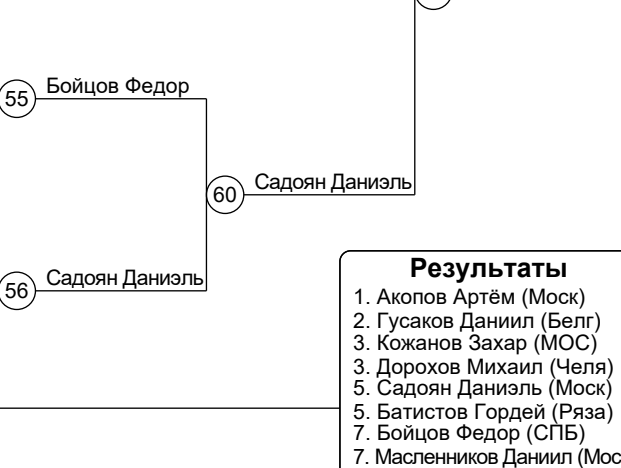 55 Бойцов Федор
60 Садоян Даниэль
56 Садоян Даниэль
Результаты
1. Акопов Артём (Моск)
2. Гусаков Даниил (Белг)
3. Кожанов Захар (МОС)
3. Дорохов Михаил (Челя)
5. Садоян Даниэль (Моск)
5. Батистов Гордей (Ряза)
7. Бойцов Федор (СПБ)
7. Масленников Даниил (Мос